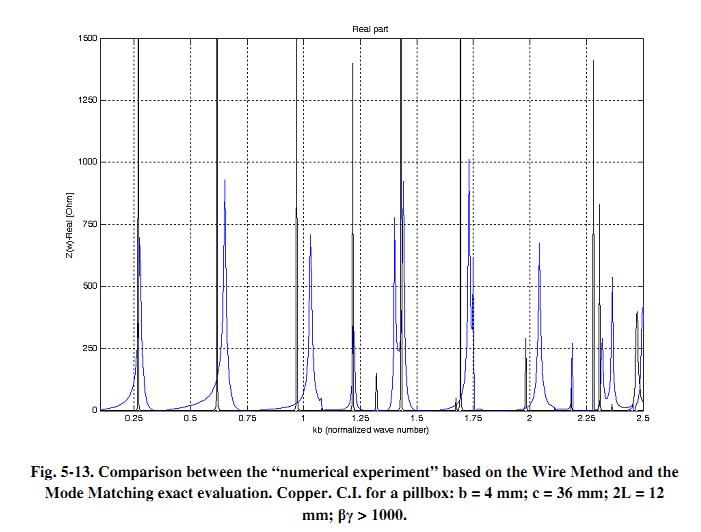 Real part
1500
1250
1000
750
500
250
0
Z(w)-Real [Ohm]
0.25 0.5 0.75 1 1.25 1.5 1.75 2 2.25 2.5
kb (normalized wave number)
Fig. 5-13. Comparison between the “numerical experiment” based on the Wire Method and the
Mode Matching exact evaluation. Copper. C.I. for a pillbox: b = 4 mm; c = 36 mm; 2L = 12
mm; βγ > 1000.